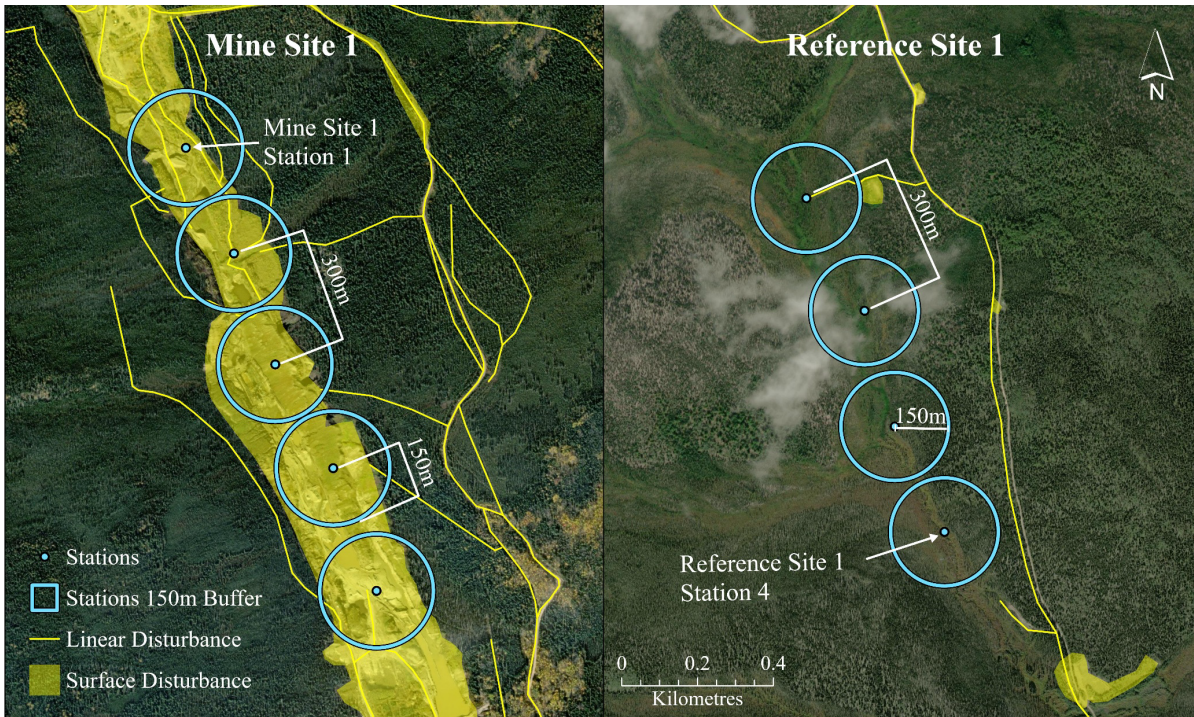 Mine Site 1
Mine Site 1
Station 1
300m
150m
Stations
Stations 150m Buffer
Linear Disturbance
Surface Disturbance
Reference Site 1
N
300m
150m
Reference Site 1
Station 4
0 0.2 0.4
Kilometres